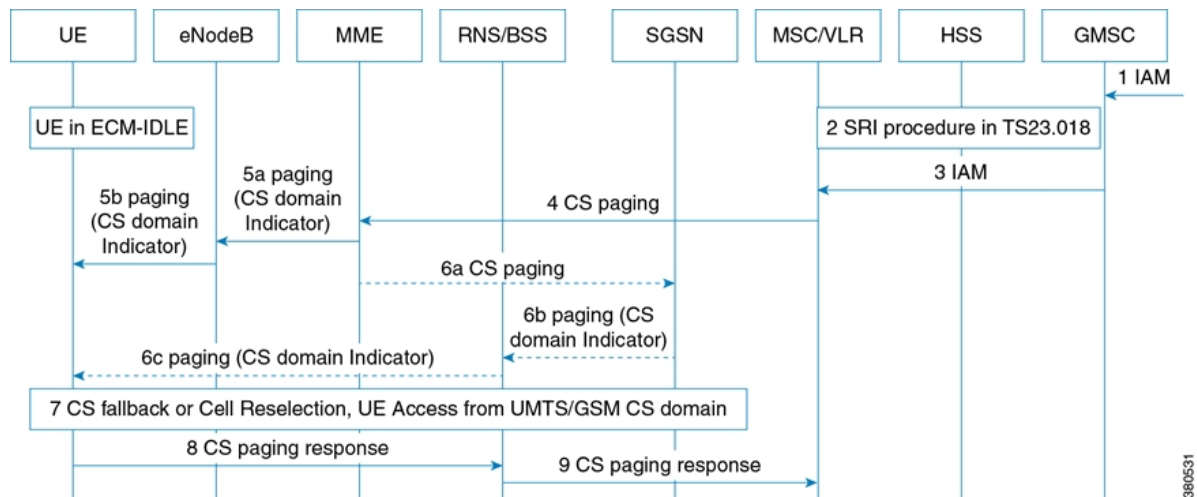 UE
eNodeB
MME
RNS/BSS
SGSN
MSC/VLR
HSS
GMSC
1 IAM
UE in ECM-IDLE
2 SRI procedure in TS23.018
3 IAM
5a paging
(CS domain
Indicator)
5b paging
(CS domain
Indicator)
4 CS paging
6a CS paging
6b paging (CS
domain Indicator)
6c paging (CS domain Indicator)
7 CS fallback or Cell Reselection, UE Access from UMTS/GSM CS domain
8 CS paging response
9 CS paging response
380531